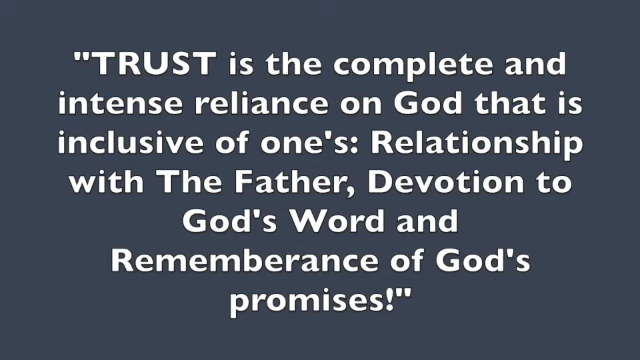 "TRUST is the complete and
intense reliance on God that is
inclusive of one's: Relationship
with The Father, Devotion to
God's Word and
Rememberance of God's
promises!"